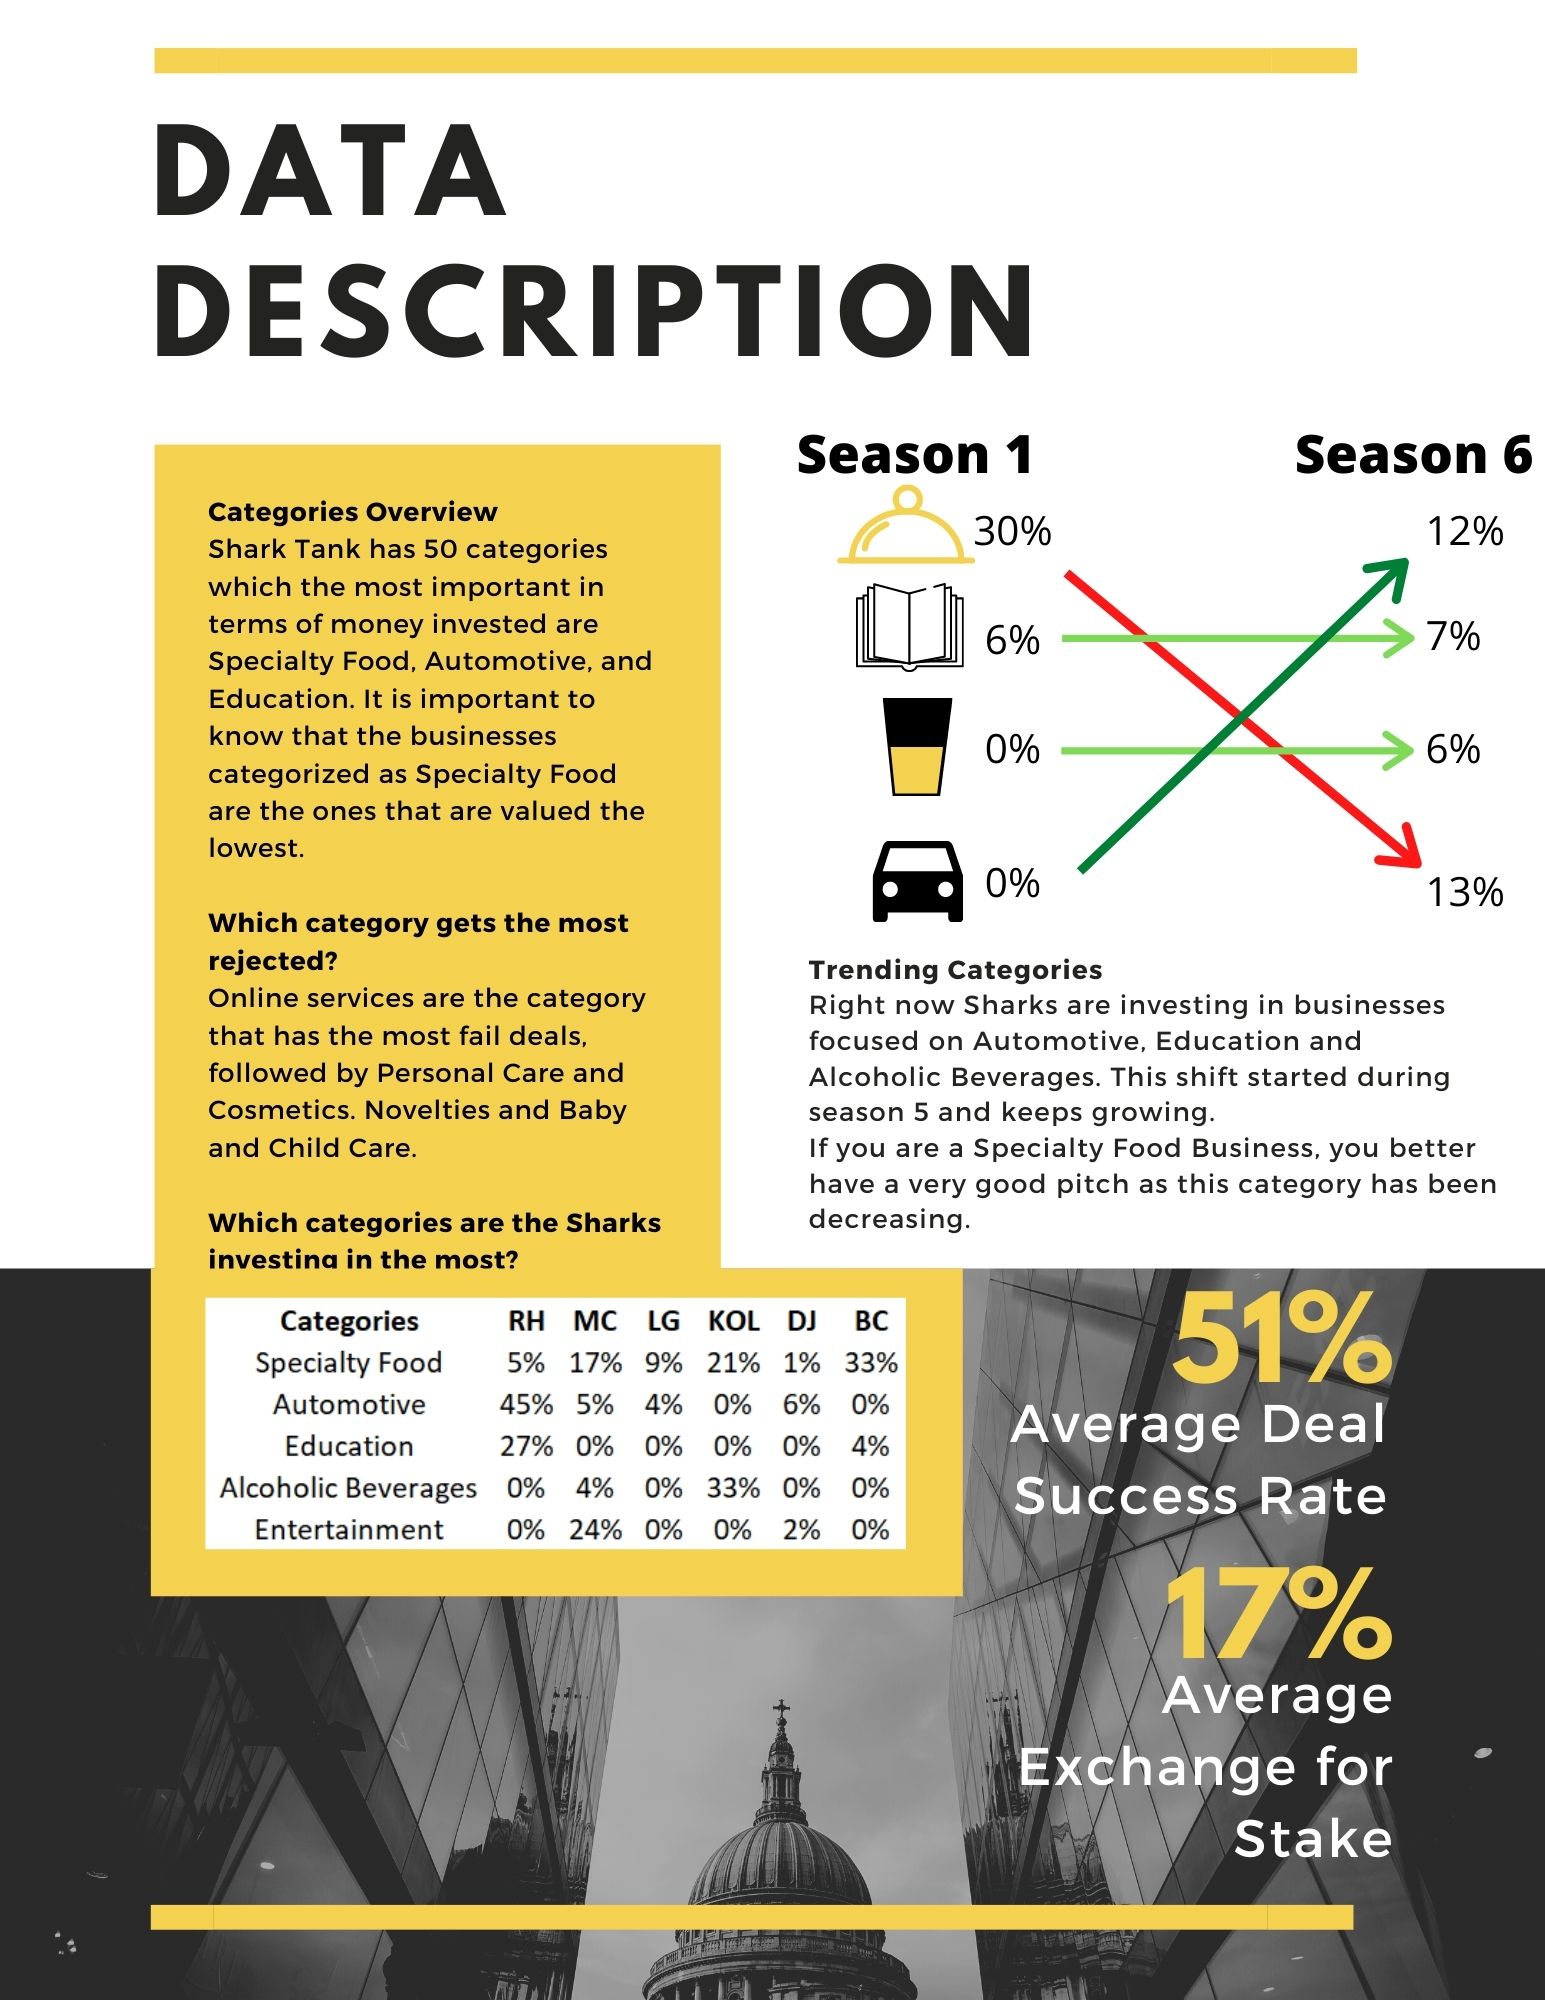 DATA
DESCRIPTION
Categories Overview
Shark Tank has 50 categories
which the most important in
terms of money invested are
Specialty Food, Automotive, and
Education. It is important to
know that the businesses
categorized as Specialty Food
are the ones that are valued the
lowest.
Which category gets the most
rejected?
Online services are the category
that has the most fail deals,
followed by Personal Care and
Cosmetics. Novelties and Baby
and Child Care.
Which categories are the Sharks
investing in the most?
Season 1 Season 6
30% 12%
6% 7%
0% 6%
0% 13%
Trending Categories
Right now Sharks are investing in businesses
focused on Automotive, Education and
Alcoholic Beverages. This shift started during
season 5 and keeps growing.
If you are a Specialty Food Business, you better
have a very good pitch as this category has been
decreasing.
Categories RH MC LG KOL DJ BC
Specialty Food 5% 17% 9% 21% 1% 33%
Automotive 45% 5% 4% 0% 6% 0%
Education 27% 0% 0% 0% 0% 4%
Alcoholic Beverages 0% 4% 0% 33% 0% 0%
Entertainment 0% 24% 0% 0% 2% 0%
51%
Average Deal
Success Rate
17%
Average
Exchange for
Stake